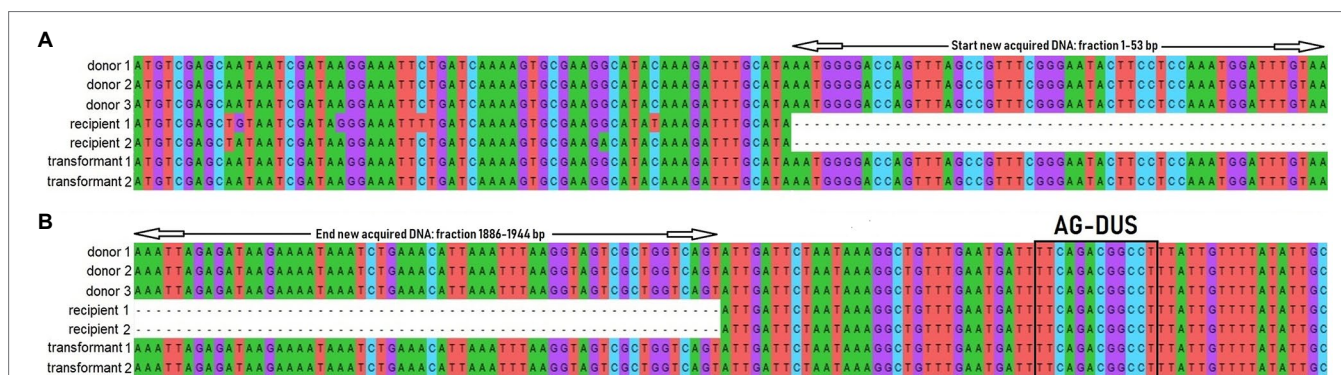 A
Start new acquired DNA: fraction 1-53 bp
donor 1 ATGTCGAGCAATAATCGATAAGGAAATTCTGATCAAAAGTGCGAAGGCATACAAAGATTTGCATAAATGGGGACCAGTTTAGCCGTTTCGGGAATACTTCCTCCAAATGGATTTGTAA
donor 2 ATGTCGAGCAATAATCGATAAGGAAATTCTGATCAAAAGTGCGAAGGCATACAAAGATTTGCATAAATGGGGACCAGTTTAGCCGTTTCGGGAATACTTCCTCCAAATGGATTTGTAA
donor 3 ATGTCGAGCAATAATCGATAAGGAAATTCTGATCAAAAGTGCGAAGGCATACAAAGATTTGCATAAATGGGGACCAGTTTAGCCGTTTCGGGAATACTTCCTCCAAATGGATTTGTAA
recipient 1 ATGTCGAGCTGTAATCGATAGGGAAATTTTGATCAAAAGTGCGAAGGCATATAAAGATTTGCATA-----------------------------------------------------
recipient 2 ATGTCGAGCTATAATCGATAAGGAAATTCTGATCAAAAGTGCGAAGACATACAAAGATTTGCATA-----------------------------------------------------
transformant 1 ATGTCGAGCAATAATCGATAAGGAAATTCTGATCAAAAGTGCGAAGGCATACAAAGATTTGCATAAATGGGGACCAGTTTAGCCGTTTCGGGAATACTTCCTCCAAATGGATTTGTAA
transformant 2 ATGTCGAGCAATAATCGATAAGGAAATTCTGATCAAAAGTGCGAAGGCATACAAAGATTTGCATAAATGGGGACCAGTTTAGCCGTTTCGGGAATACTTCCTCCAAATGGATTTGTAA
B
End new acquired DNA: fraction 1886-1944 bp
AG-DUS
donor 1 AAATTAGAGATAAGAAAATAAATCTGAAACATTAAATTTAAGGTAGTCGCTGGTCAGTATTGATTCTAATAAAGGCTGTTTGAATGATTTTCAGACGGCCTTTATTGTTTTATATTGC
donor 2 AAATTAGAGATAAGAAAATAAATCTGAAACATTAAATTTAAGGTAGTCGCTGGTCAGTATTGATTCTAATAAAGGCTGTTTGAATGATTTTCAGACGGCCTTTATTGTTTTATATTGC
donor 3 AAATTAGAGATAAGAAAATAAATCTGAAACATTAAATTTAAGGTAGTCGCTGGTCAGTATTGATTCTAATAAAGGCTGTTTGAATGATTTTCAGACGGCCTTTATTGTTTTATATTGC
recipient 1 ----------------------------------------------------------ATTGATTCTAATAAAGGCTGTTTGAATGATTTTCAGACGGCCTTTATTGTTTTATATTGC
recipient 2 ----------------------------------------------------------ATTGATTCTAATAAAGGCTGTTTGAATGATTTTCAGACGGCCTTTATTGTTTTATATTGC
transformant 1 AAATTAGAGATAAGAAAATAAATCTGAAACATTAAATTTAAGGTAGTCGCTGGTCAGTATTGATTCTAATAAAGGCTGTTTGAATGATTTTCAGACGGCCTTTATTGTTTTATATTGC
transformant 2 AAATTAGAGATAAGAAAATAAATCTGAAACATTAAATTTAAGGTAGTCGCTGGTCAGTATTGATTCTAATAAAGGCTGTTTGAATGATTTTCAGACGGCCTTTATTGTTTTATATTGC